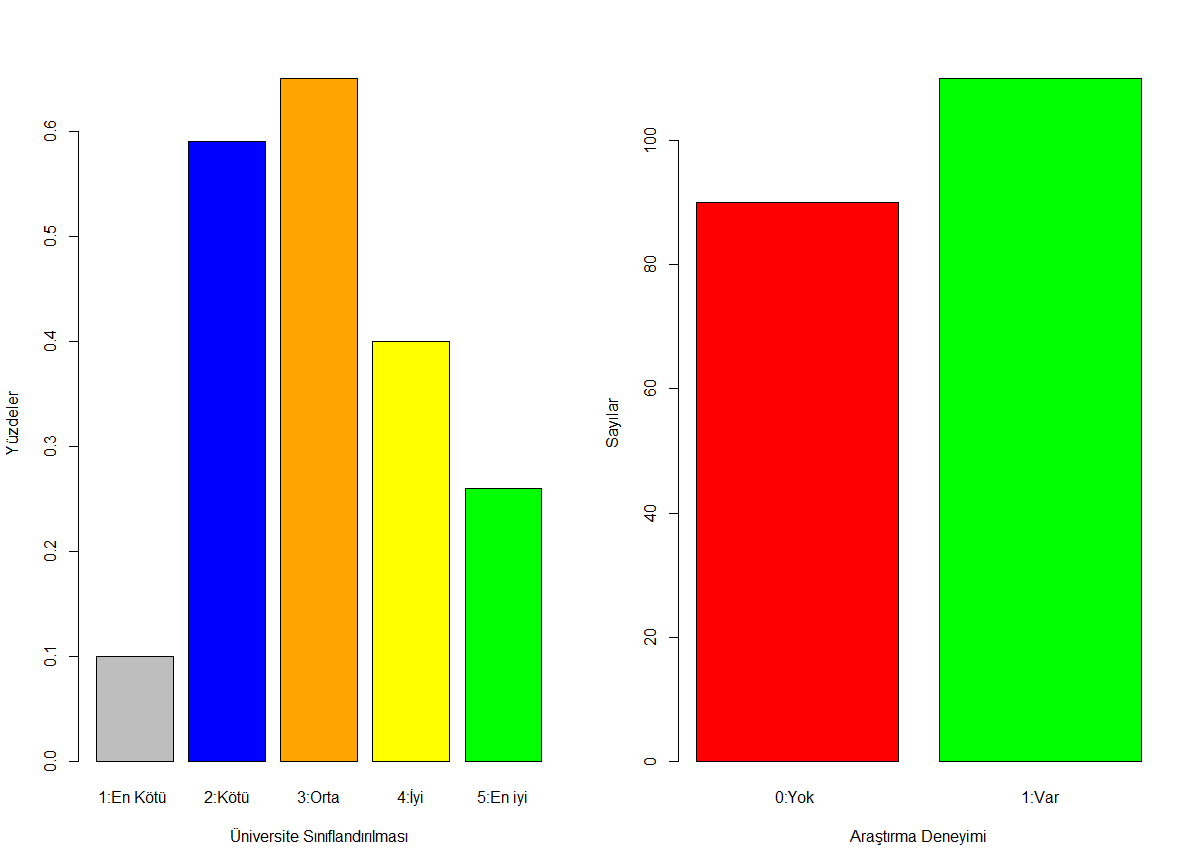 Yüzdeler
0.6
0.5
0.4
0.3
0.2
0.1
0.0
1:En Kötü 2:Kötü 3:Orta 4:İyi 5:En iyi
Üniversite Sınıflandırılması
Sayılar
100
80
60
40
20
0
0:Yok 1:Var
Araştırma Deneyimi